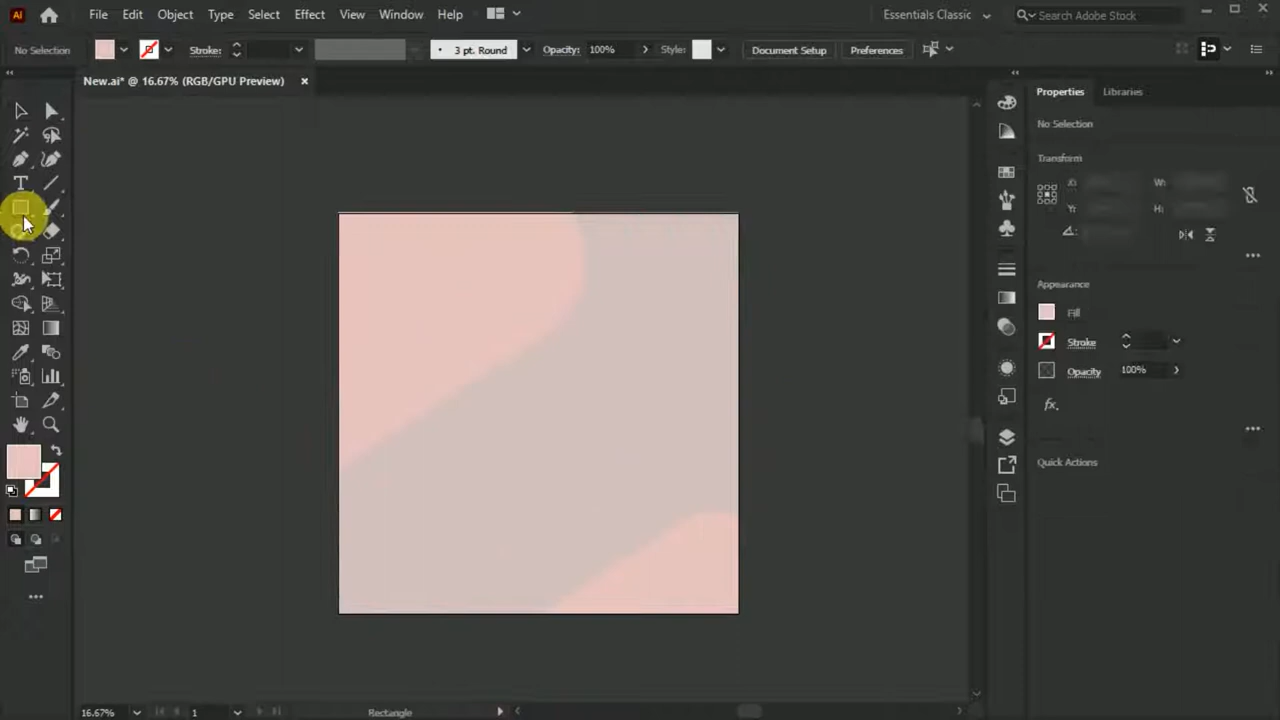 Ai File Edit Object Type Select Effect View Window Help Essentials Classic Search Adobe Stock
No Selection Stroke: 3 pt. Round Opacity: 100% Style: Document Setup Preferences
New.ai* @ 16.67% (RGB/GPU Preview) ×
Properties Libraries
No Selection
Transform
X: W:
Y: H:
Appearance
Fill
Stroke
Opacity 100%
fx.
Quick Actions
16.67% 1 Rectangle